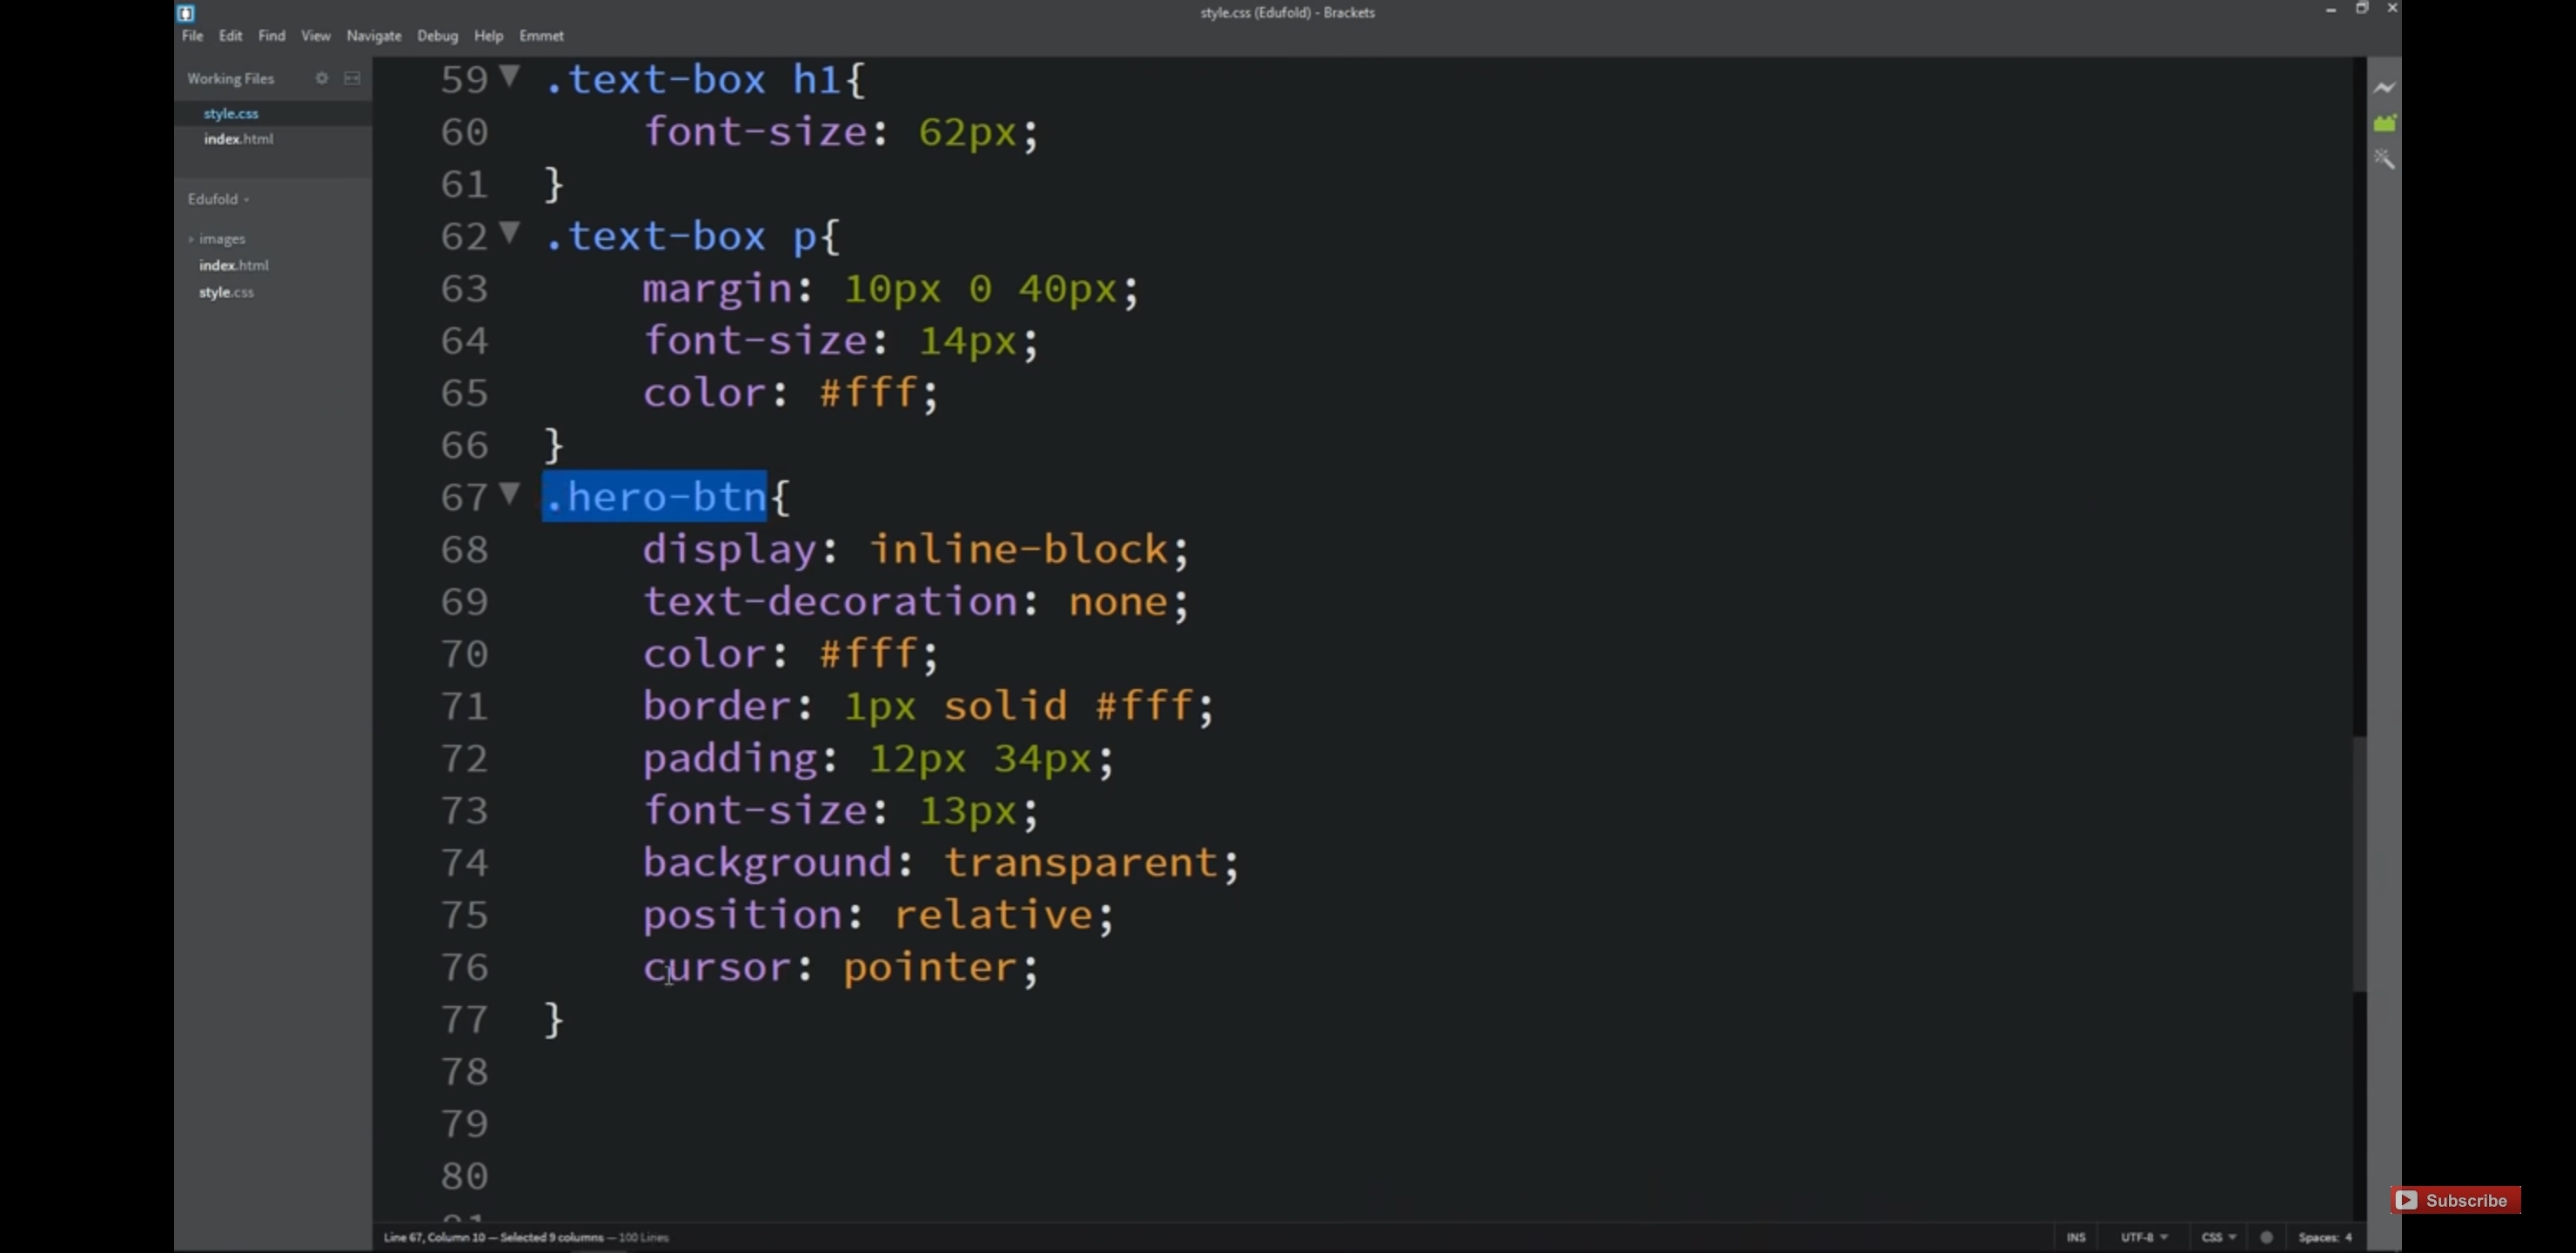 style.css (Edufold) - Brackets
File Edit Find View Navigate Debug Help Emmet
Working Files
style.css
index.html
Edufold
images
index.html
style.css
59 .text-box h1{
60 font-size: 62px;
61 }
62 .text-box p{
63 margin: 10px 0 40px;
64 font-size: 14px;
65 color: #fff;
66 }
67 .hero-btn{
68 display: inline-block;
69 text-decoration: none;
70 color: #fff;
71 border: 1px solid #fff;
72 padding: 12px 34px;
73 font-size: 13px;
74 background: transparent;
75 position: relative;
76 cursor: pointer;
77 }
78
79
80
81
Subscribe
Line 67, Column 10 — Selected 9 columns — 100 Lines
INS UTF-8 CSS Spaces: 4